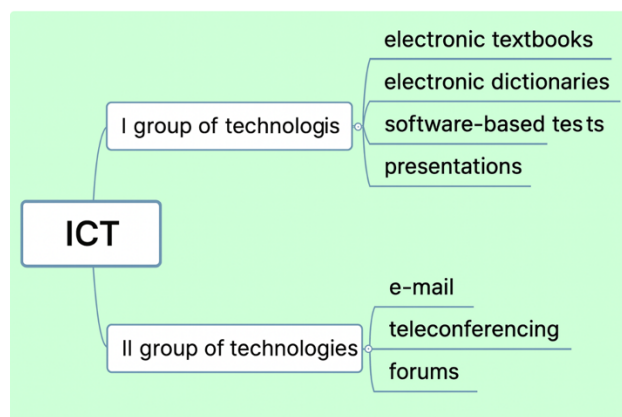 ICT
I group of technologis
electronic textbooks
electronic dictionaries
software-based tests
presentations
II group of technologies
e-mail
teleconferencing
forums